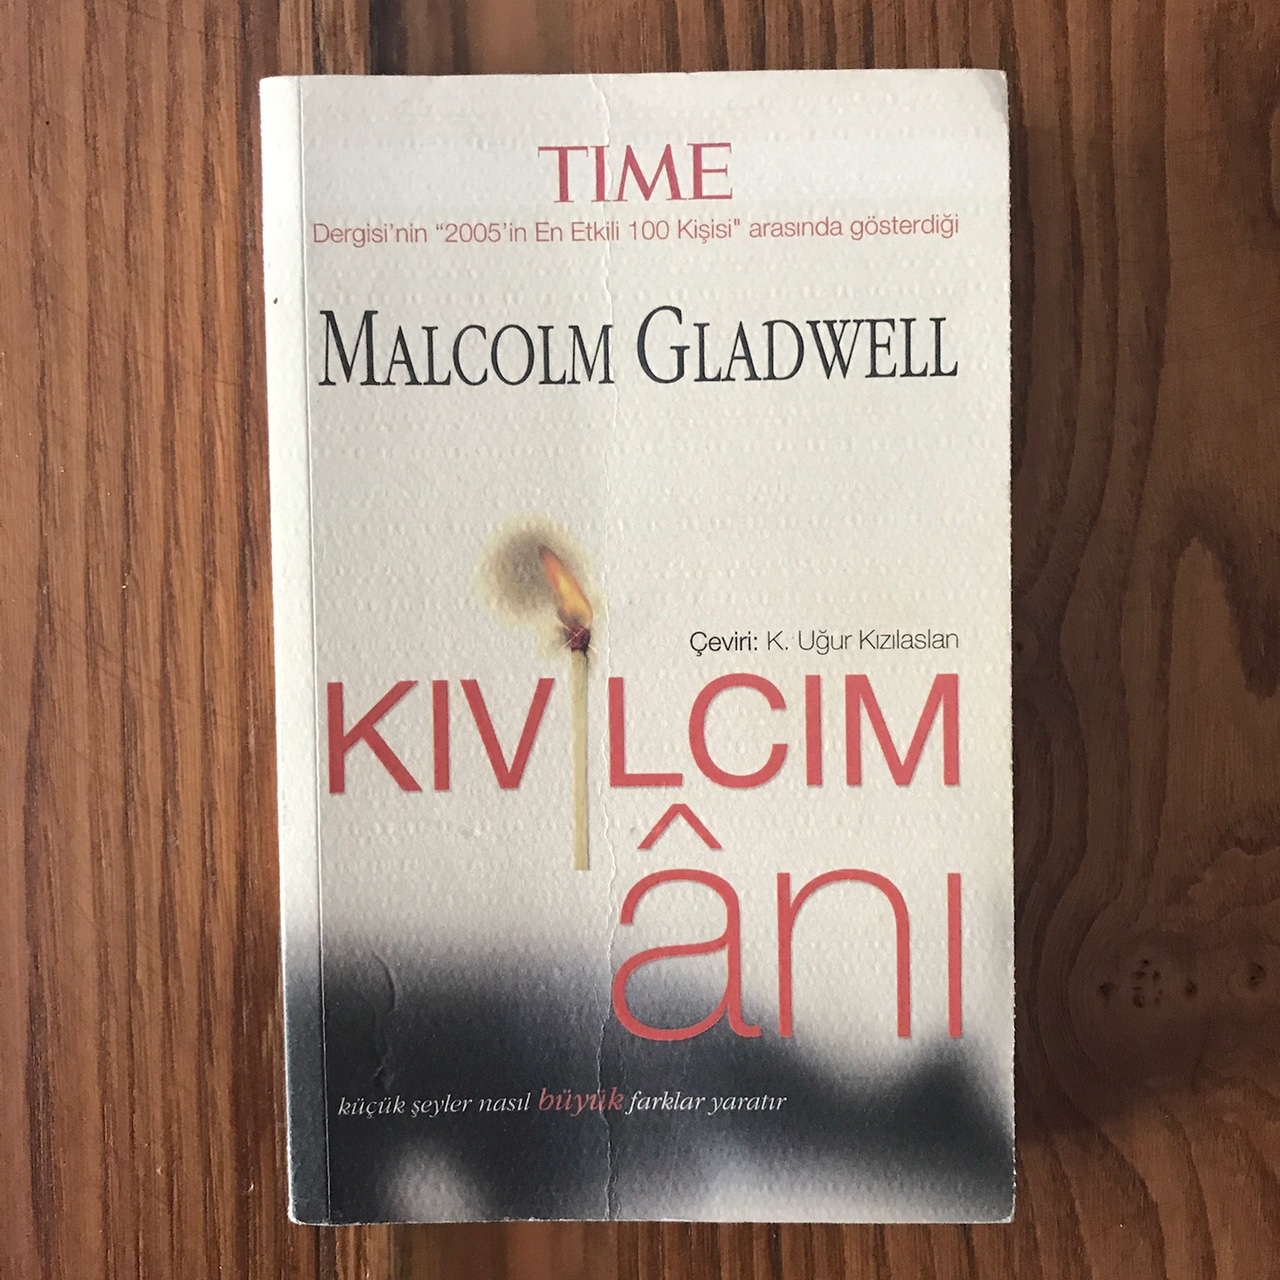 TIME
Dergisi'nin “2005'in En Etkili 100 Kişisi" arasında gösterdiği
MALCOLM GLADWELL
Çeviri: K. Uğur Kızılaslan
KIVILCIM
ânı
küçük şeyler nasıl büyük farklar yaratır